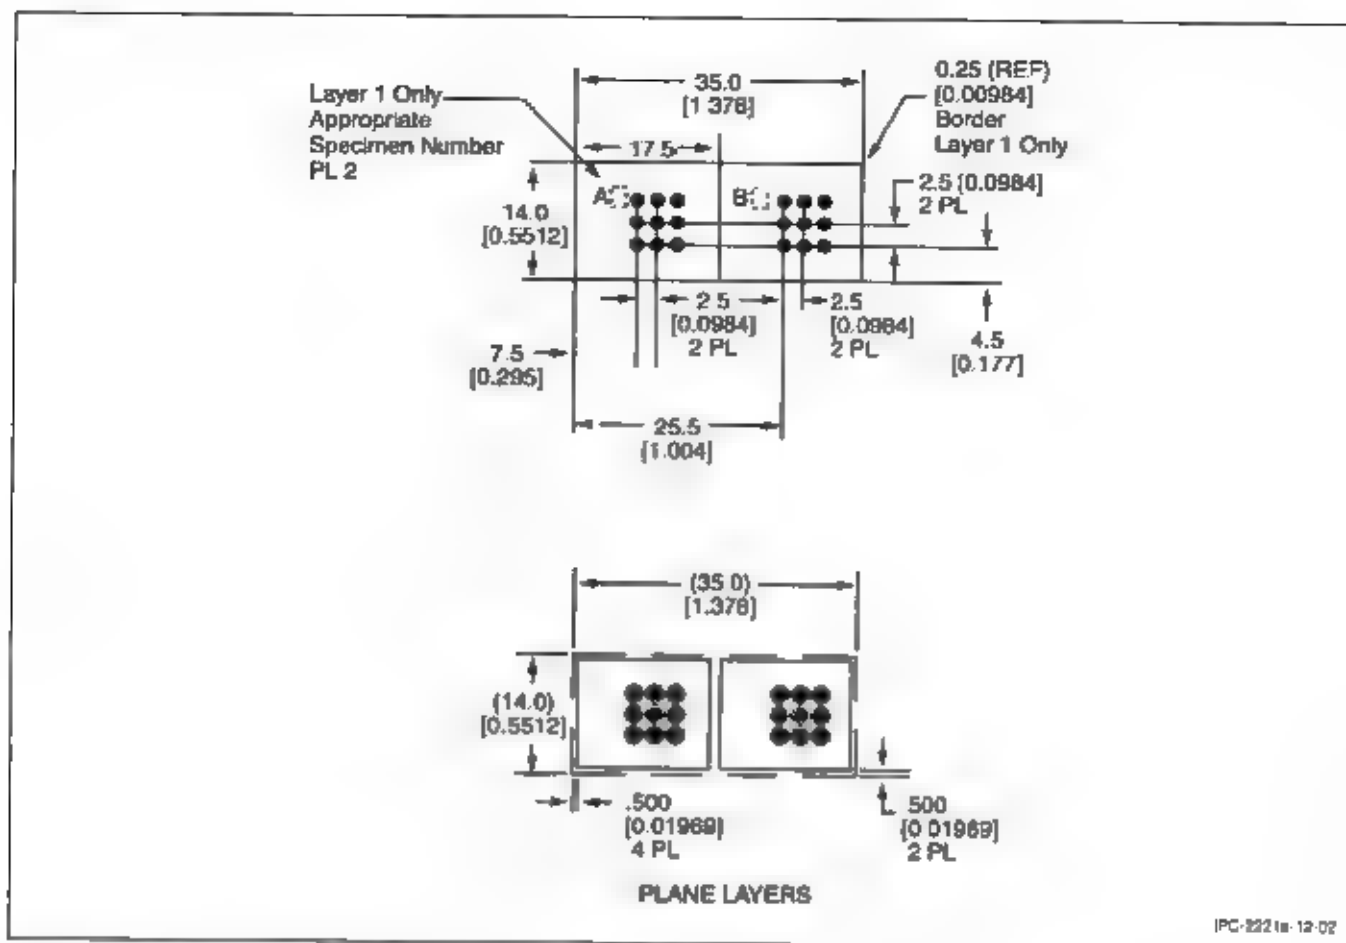 35.0
[1.378]
0.25 (REF)
[0.00984]
Border
Layer 1 Only
Layer 1 Only
Appropriate
Specimen Number
PL 2
17.5
2.5 [0.0984]
2 PL
A
B
14.0
[0.5512]
2.5
[0.0984]
2 PL
2.5
[0.0984]
2 PL
4.5
[0.177]
7.5
[0.295]
25.5
[1.004]
(35.0)
[1.378]
(14.0)
[0.5512]
.500
[0.01969]
4 PL
.500
[0.01969]
2 PL
PLANE LAYERS
IPC-2221a-12-02